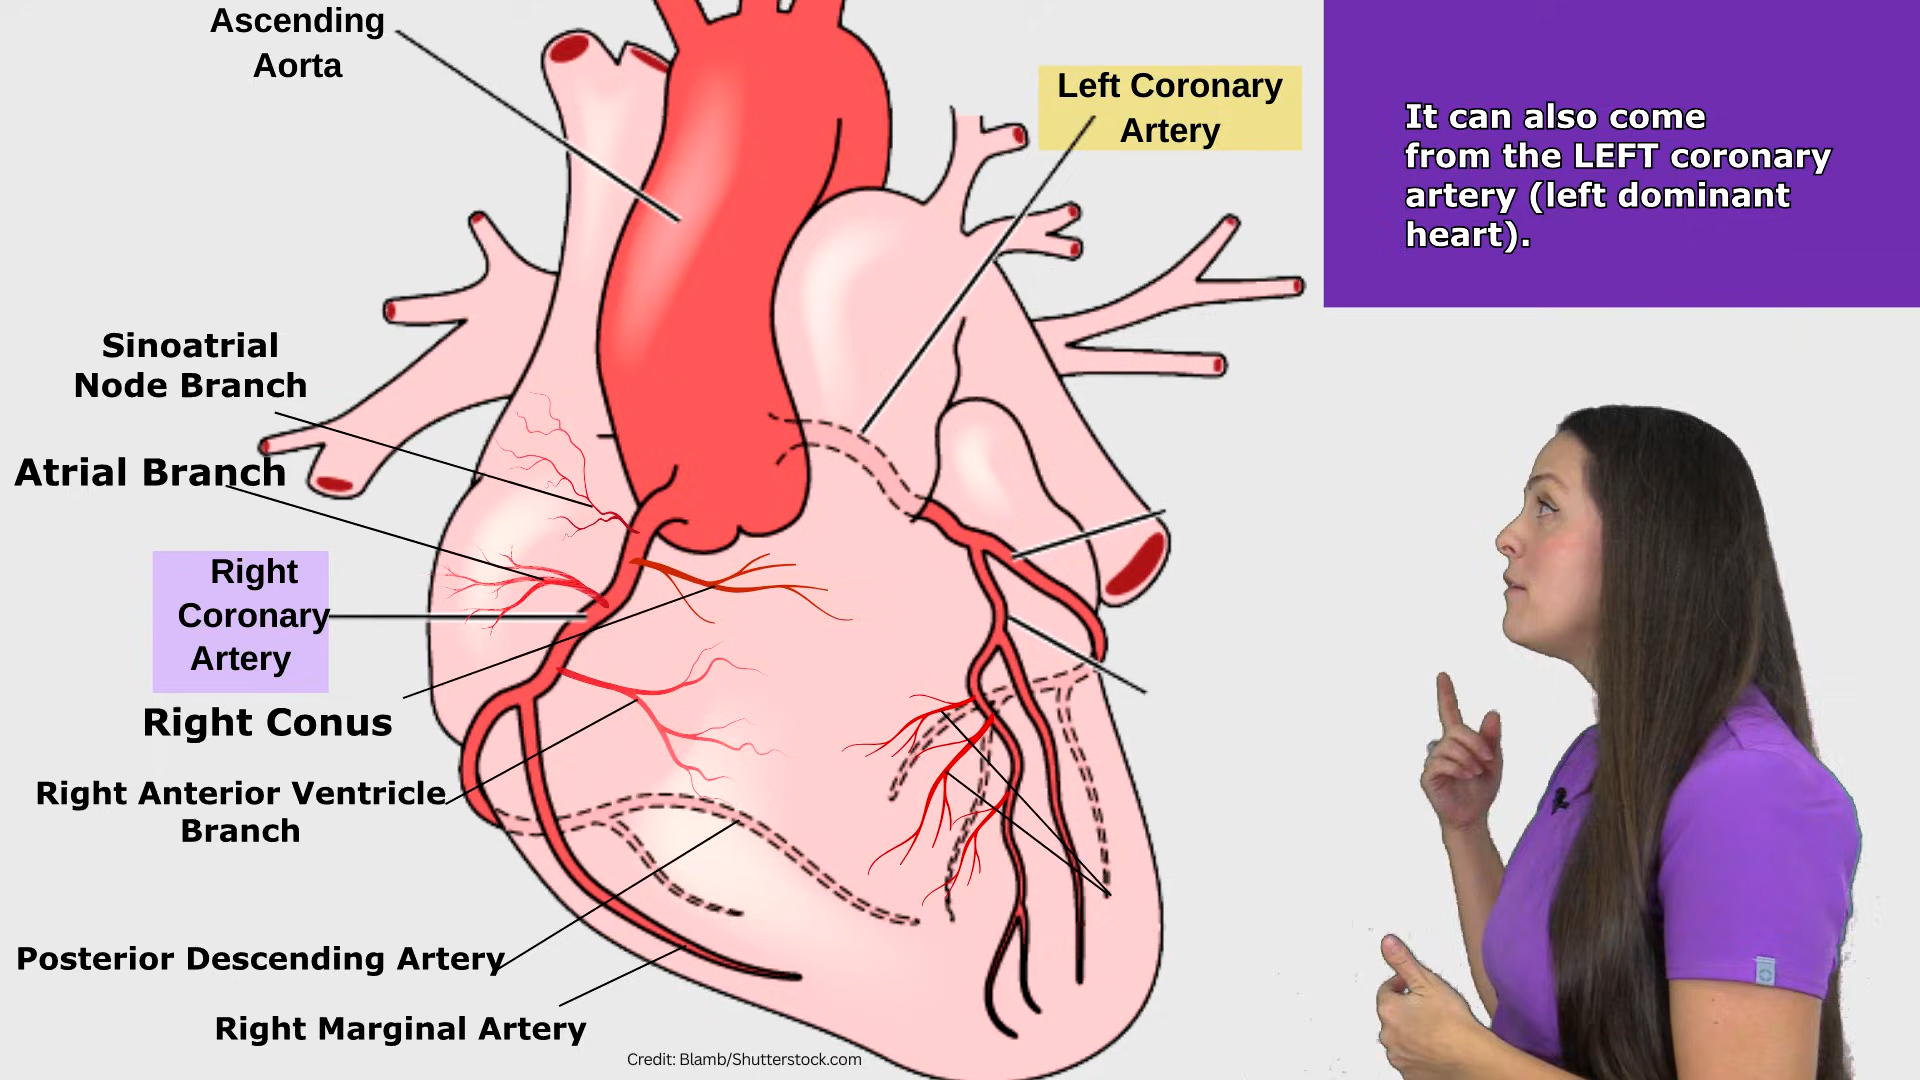 Ascending
Aorta
Left Coronary
Artery
It can also come
from the LEFT coronary
artery (left dominant
heart).
Sinoatrial
Node Branch
Atrial Branch
Right
Coronary
Artery
Right Conus
Right Anterior Ventricle
Branch
Posterior Descending Artery
Right Marginal Artery
Credit: Blamb/Shutterstock.com